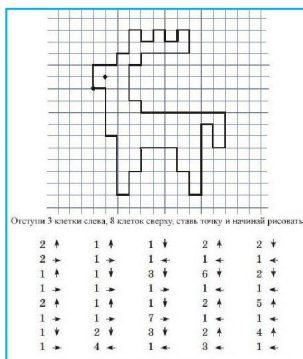 Отступи 3 клетки слева, 8 клеток сверху, ставь точку и начинай рисовать
2 ↑ 1 ↑ 1 ↓ 2 ↑ 2 ↓
2 → 1 → 1 ← 1 ← 1 ←
1 ↑ 1 ↓ 3 ↓ 6 ↓ 2 ↓
1 → 1 → 1 → 1 ← 1 ←
2 ↑ 1 ↑ 1 ↓ 2 ↑ 5 ↑
1 → 1 → 7 → 1 ← 4 ↑
1 ↓ 2 ↓ 3 ↓ 2 ↑ 4 ↑
1 → 4 ← 1 ← 3 ← 1 ←